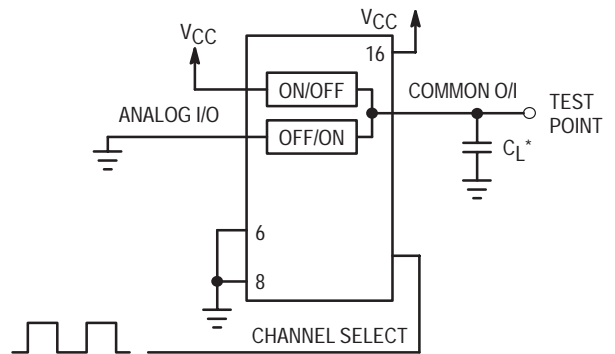 VCC
VCC
16
ON/OFF
COMMON O/I
TEST
POINT
ANALOG I/O
OFF/ON
CL*
6
8
CHANNEL SELECT